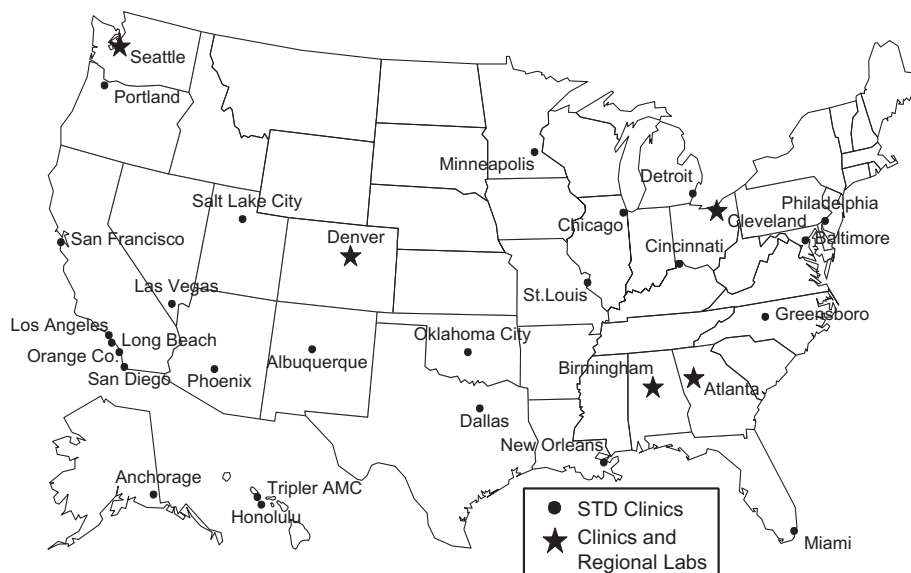 Seattle
Portland
Minneapolis
Detroit
Salt Lake City
Philadelphia
Chicago
Cleveland
San Francisco
Denver
Baltimore
Cincinnati
Las Vegas
St.Louis
Greensboro
Los Angeles
Long Beach
Oklahoma City
Orange Co.
Albuquerque
Birmingham
San Diego
Phoenix
Atlanta
Dallas
New Orleans
Anchorage
Tripler AMC
Honolulu
STD Clinics
Clinics and
Regional Labs
Miami